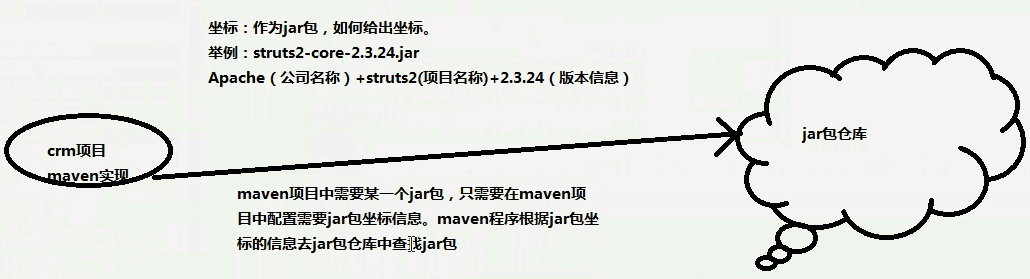 坐标：作为jar包，如何给出坐标。
举例：struts2-core-2.3.24.jar
Apache（公司名称）+struts2(项目名称)+2.3.24（版本信息）
crm项目
maven实现
jar包仓库
maven项目中需要某一个jar包，只需要在maven项
目中配置需要jar包坐标信息。maven程序根据jar包坐
标的信息去jar包仓库中查找jar包